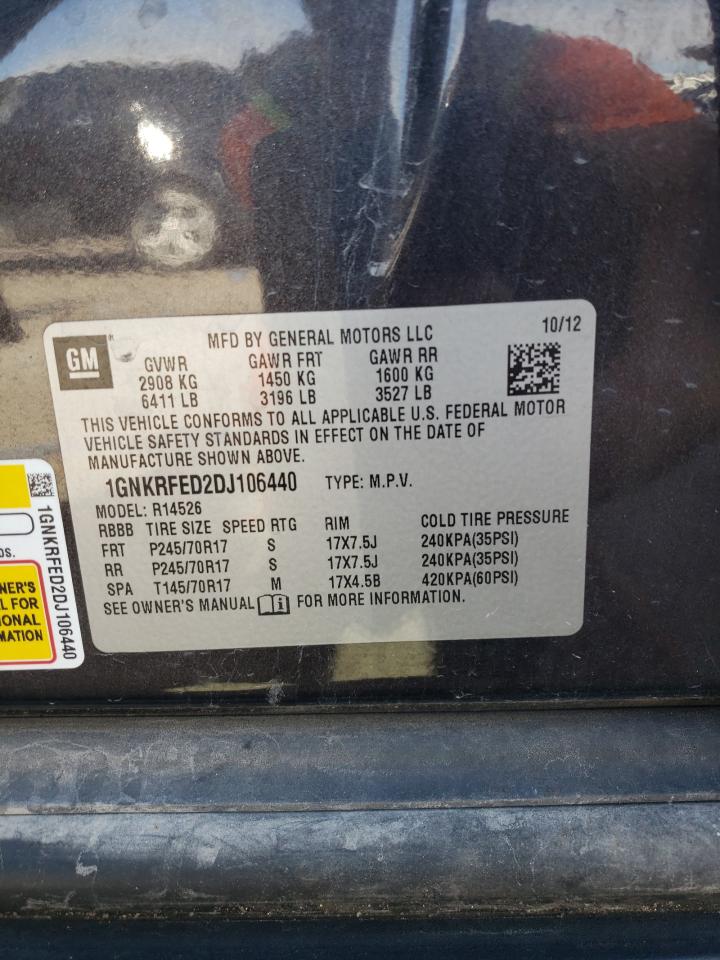 MFD BY GENERAL MOTORS LLC 10/12
GM
GVWR GAWR FRT GAWR RR
2908 KG 1450 KG 1600 KG
6411 LB 3196 LB 3527 LB
THIS VEHICLE CONFORMS TO ALL APPLICABLE U.S. FEDERAL MOTOR
VEHICLE SAFETY STANDARDS IN EFFECT ON THE DATE OF
MANUFACTURE SHOWN ABOVE.
1GNKRFED2DJ106440 TYPE: M.P.V.
MODEL: R14526
RBBB TIRE SIZE SPEED RTG RIM COLD TIRE PRESSURE
FRT P245/70R17 S 17X7.5J 240KPA(35PSI)
RR P245/70R17 S 17X7.5J 240KPA(35PSI)
SPA T145/70R17 M 17X4.5B 420KPA(60PSI)
SEE OWNER'S MANUAL FOR MORE INFORMATION.
1GNKRFED2DJ106440